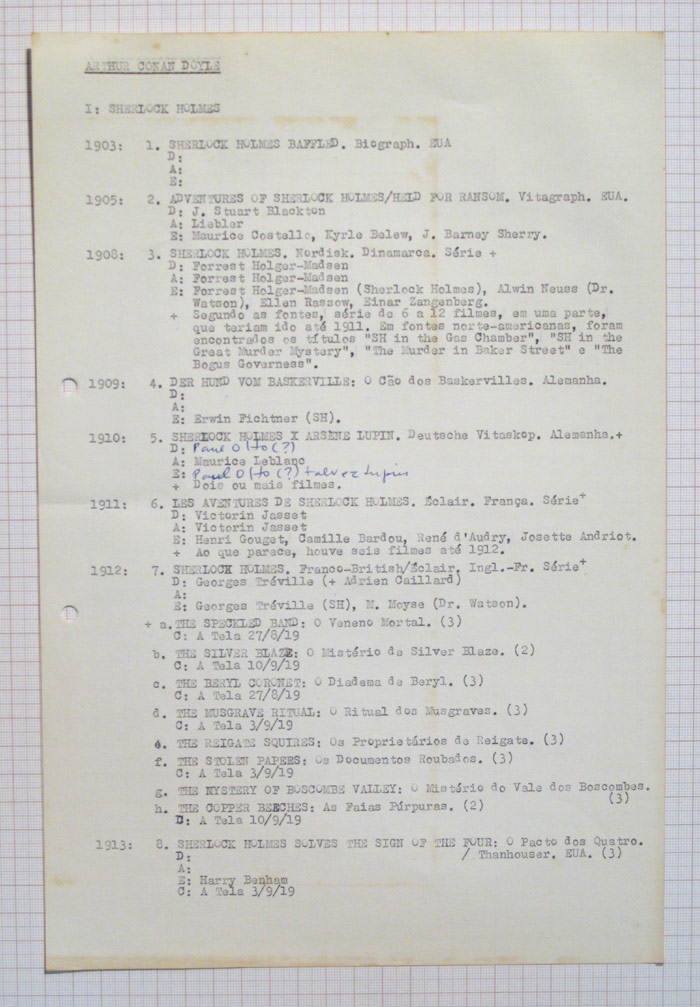 ARTHUR CONAN DOYLE
I: SHERLOCK HOLMES
1903: 1. SHERLOCK HOLMES BAFFLED. Biograph. EUA
D:
A:
E:
1905: 2. ADVENTURES OF SHERLOCK HOLMES/HELD FOR RANSOM. Vitagraph. EUA.
D: J. Stuart Blackton
A: Liebler
E: Maurice Costello, Kyrle Belew, J. Barney Sherry.
1908: 3. SHERLOCK HOLMES. Nordisk. Dinamarca. Série +
D: Forrest Holger-Madsen
A: Forrest Holger-Madsen
E: Forrest Holger-Madsen (Sherlock Holmes), Alwin Neuss (Dr.
Watson), Ellen Rassow, Einar Zangenberg.
+ Segundo as fontes, série de 6 a 12 filmes, em uma parte,
que teriam ido até 1911. Em fontes norte-americanas, foram
encontrados os títulos "SH in the Gas Chamber", "SH in the
Great Murder Mystery", "The Murder in Baker Street" e "The
Bogus Governess".
1909: 4. DER HUND VOM BASKERVILLE: O Cão dos Baskervilles. Alemanha.
D:
A:
E: Erwin Fichtner (SH).
1910: 5. SHERLOCK HOLMES X ARSÈNE LUPIN. Deutsche Vitaskop. Alemanha.+
D: Paul Otto (?)
A: Maurice Leblanc
E: Paul Otto (?) talvez Lupin
+ Dois ou mais filmes.
1911: 6. LES AVENTURES DE SHERLOCK HOLMES. Éclair. França. Série+
D: Victorin Jasset
A: Victorin Jasset
E: Henri Gouget, Camille Bardou, René d'Audry, Josette Andriot.
+ Ao que parece, houve seis filmes até 1912.
1912: 7. SHERLOCK HOLMES. Franco-British/Éclair. Ingl.-Fr. Série+
D: Georges Tréville (+ Adrien Caillard)
A:
E: Georges Tréville (SH), M. Moyse (Dr. Watson).
+ a. THE SPECKLED BAND: O Veneno Mortal. (3)
C: A Tela 27/8/19
b. THE SILVER BLAZE: O Mistério de Silver Blaze. (2)
C: A Tela 10/9/19
c. THE BERYL CORONET: O Diadema de Beryl. (3)
C: A Tela 27/8/19
d. THE MUSGRAVE RITUAL: O Ritual dos Musgraves. (3)
C: A Tela 3/9/19
e. THE REIGATE SQUIRES: Os Proprietários de Reigate. (3)
f. THE STOLEN PAPERS: Os Documentos Roubados. (3)
C: A Tela 3/9/19
g. THE NYSTERY OF BOSCOMBE VALLEY: O Mistério do Vale dos Boscombes.
(3)
h. THE COPPER BEECHES: As Faias Púrpuras. (2)
C: A Tela 10/9/19
1913: 8. SHERLOCK HOLMES SOLVES THE SIGN OF THE FOUR: O Pacto dos Quatro.
D: / Thanhouser. EUA. (3)
A:
E: Harry Benham
C: A Tela 3/9/19